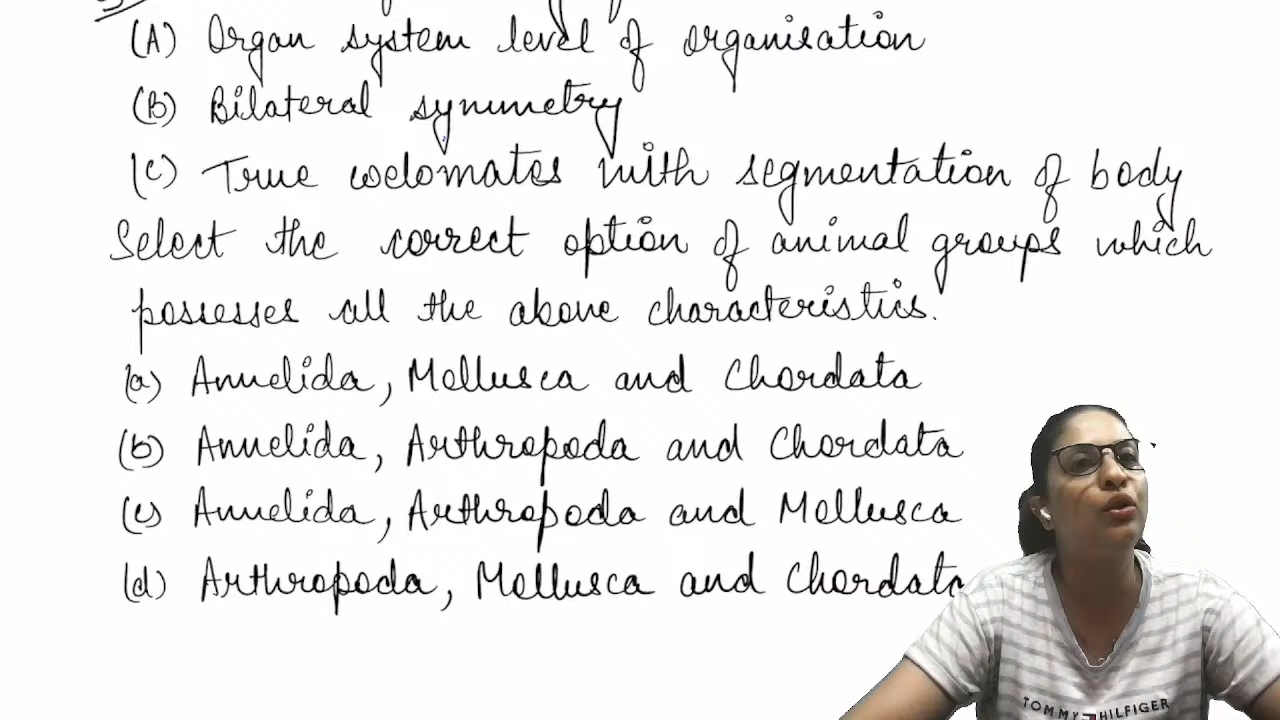 (A) Organ system level of organisation
(B) Bilateral symmetry
(C) True coelomates with segmentation of body
Select the correct option of animal groups which
possesses all the above characteristics.
(a) Annelida, Mollusca and Chordata
(b) Annelida, Arthropoda and Chordata
(c) Annelida, Arthropoda and Mollusca
(d) Arthropoda, Mollusca and Chordata
TOMMY HILFIGER